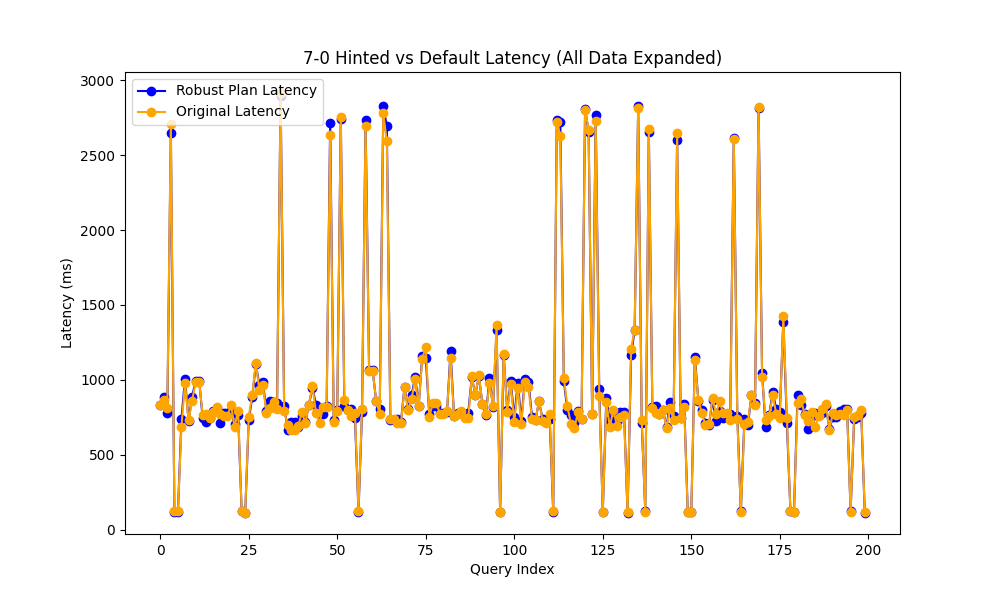 7-0 Hinted vs Default Latency (All Data Expanded)
Robust Plan Latency
Original Latency
Latency (ms)
3000
2500
2000
1500
1000
500
0
0 25 50 75 100 125 150 175 200
Query Index